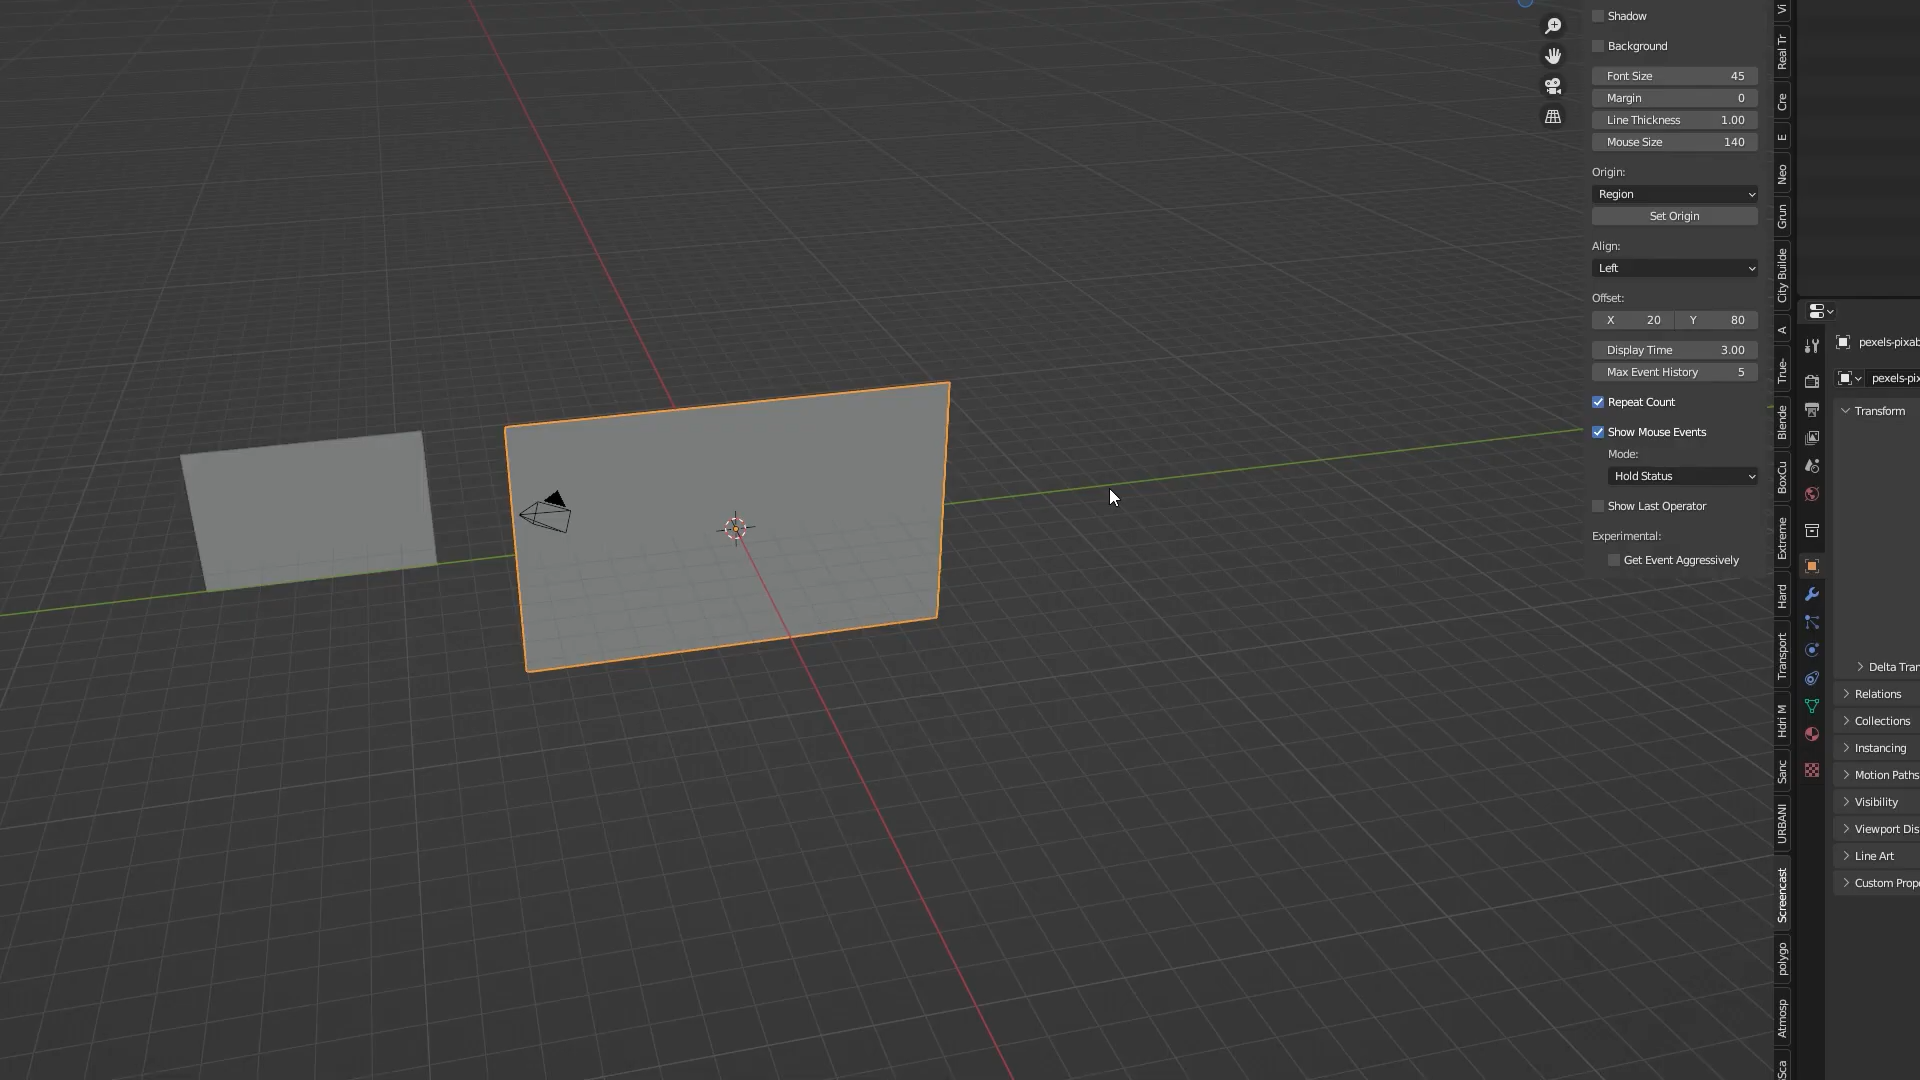 Shadow
Background
Font Size 45
Margin 0
Line Thickness 1.00
Mouse Size 140
Origin:
Region
Set Origin
Align:
Left
Offset:
X 20 Y 80
Display Time 3.00
Max Event History 5
Repeat Count
Show Mouse Events
Mode:
Hold Status
Show Last Operator
Experimental:
Get Event Aggressively
Vi
Real Tr
Cre
E
Neo
Grun
City Builde
A
True-
Blende
BoxCu
Extreme
Hard
Transport
Hdri M
Sanc
URBANI
Screencast
polygo
Atmosp
Sca
pexels-pixab
pexels-pix
Transform
Delta Tran
Relations
Collections
Instancing
Motion Paths
Visibility
Viewport Dis
Line Art
Custom Prope